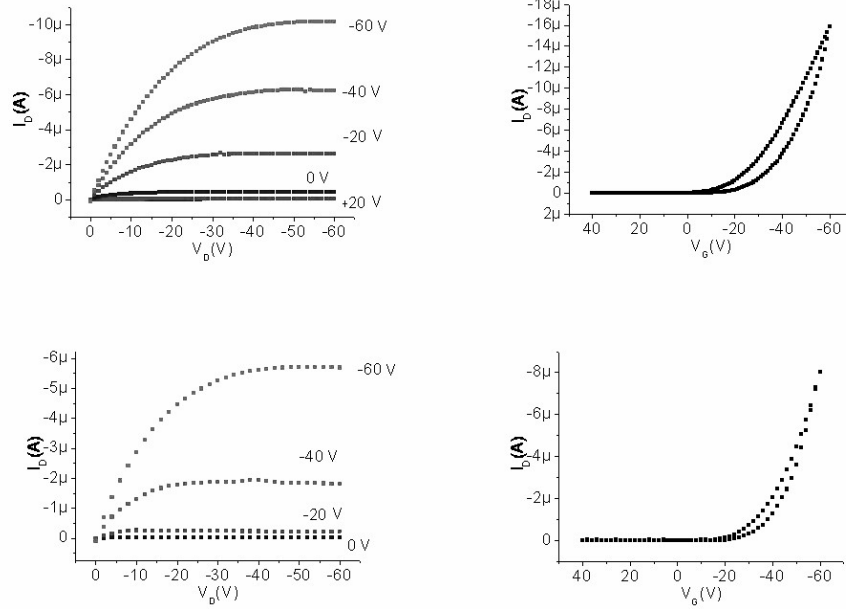 -10µ
-8µ
-6µ
-4µ
-2µ
0
I_D(A)
-60 V
-40 V
-20 V
0 V
+20 V
0 -10 -20 -30 -40 -50 -60
V_D(V)
-18µ
-16µ
-14µ
-12µ
-10µ
-8µ
-6µ
-4µ
-2µ
0
2µ
I_D(A)
40 20 0 -20 -40 -60
V_G(V)
-6µ
-5µ
-4µ
-3µ
-2µ
-1µ
0
I_D(A)
-60 V
-40 V
-20 V
0 V
0 -10 -20 -30 -40 -50 -60
V_D(V)
-8µ
-6µ
-4µ
-2µ
0
I_D(A)
40 20 0 -20 -40 -60
V_G(V)